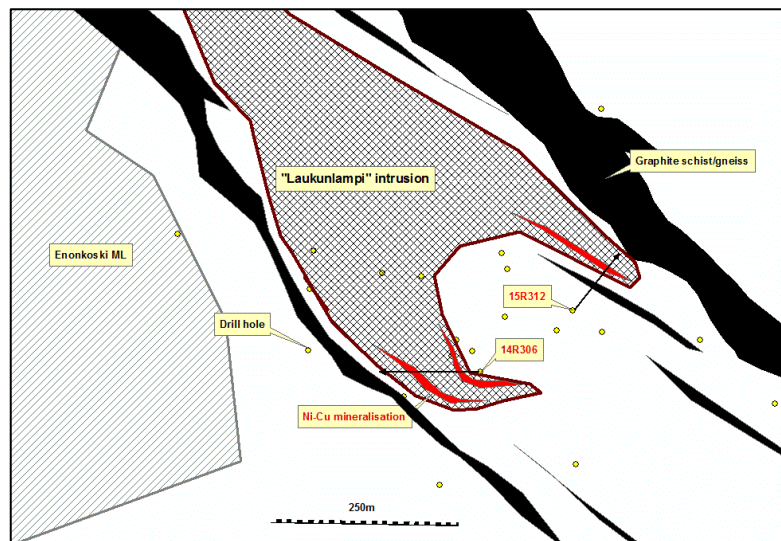 Graphite schist/gneiss
"Laukunlampi" intrusion
Enonkoski ML
15R312
Drill hole
14R306
Ni-Cu mineralisation
250m